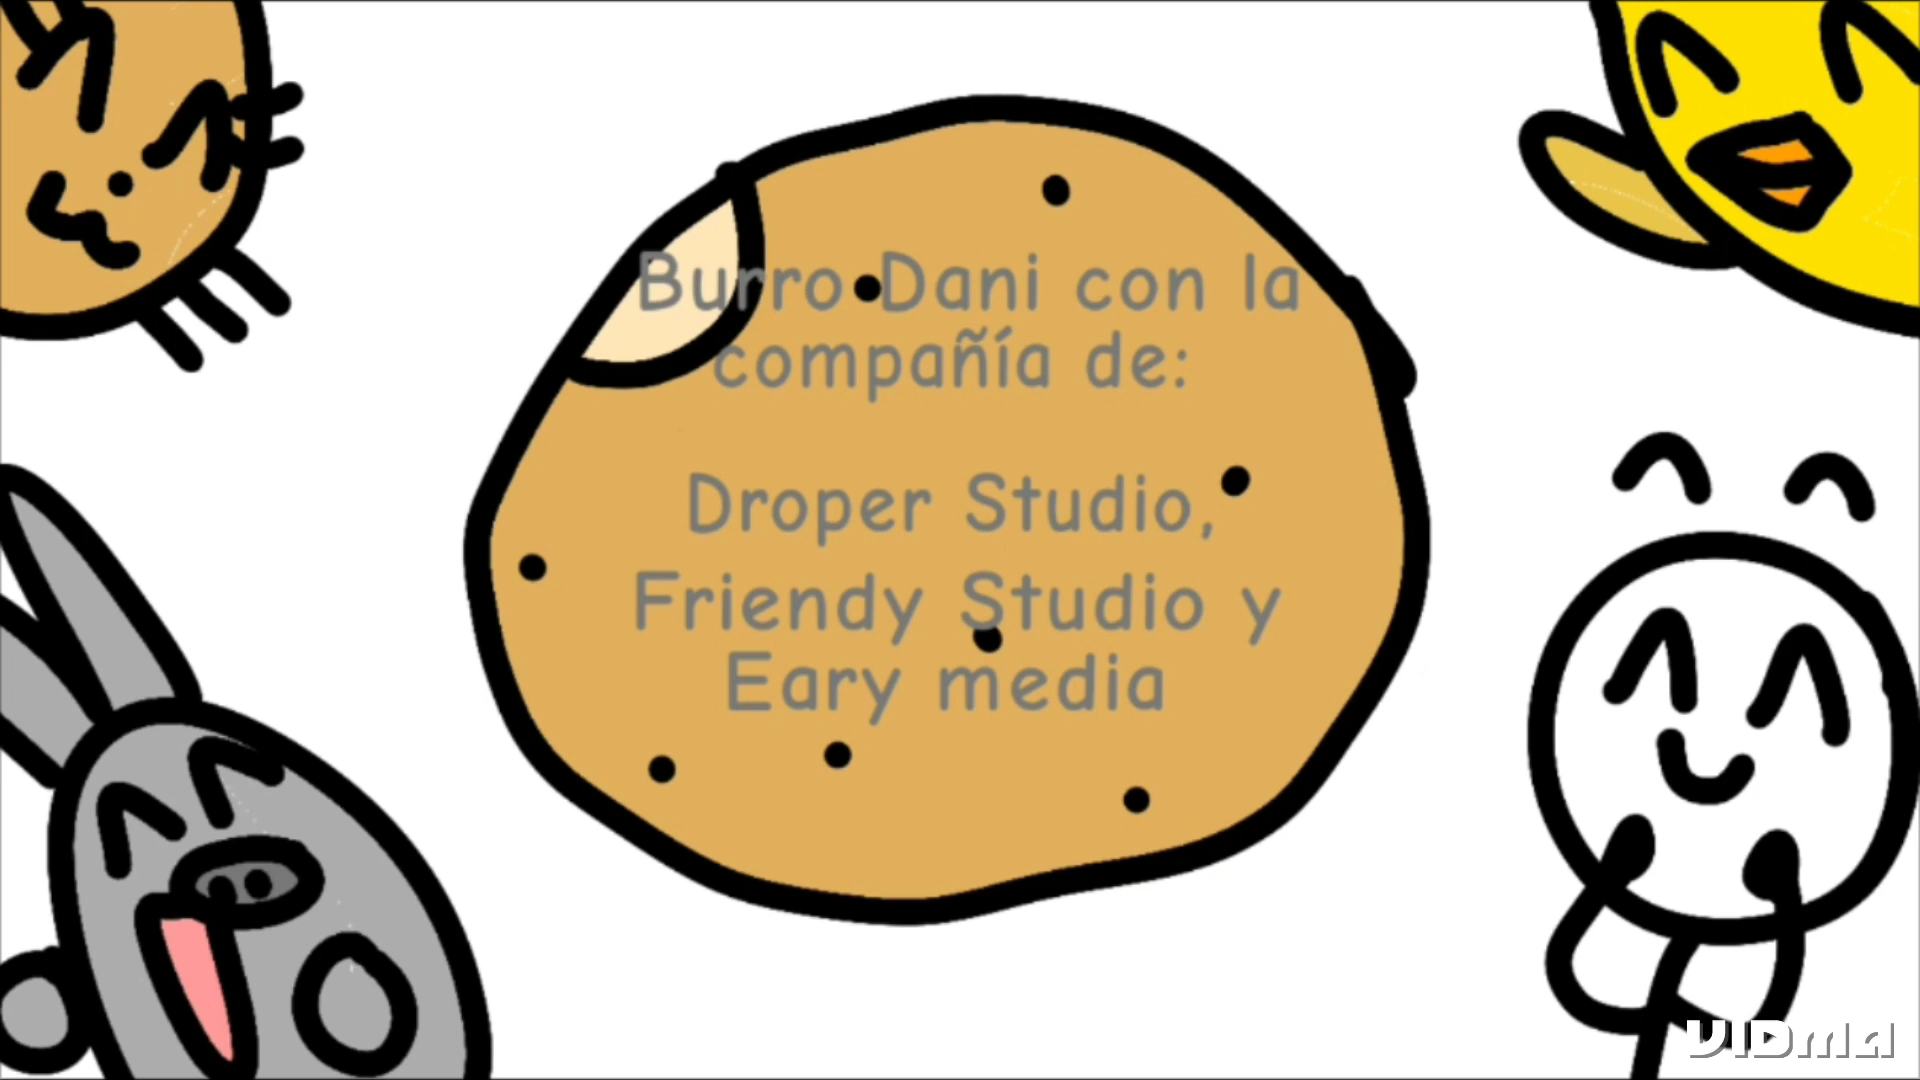 Burro Dani con la
compañía de:
Droper Studio,
Friendy Studio y
Eary media
VIDMA